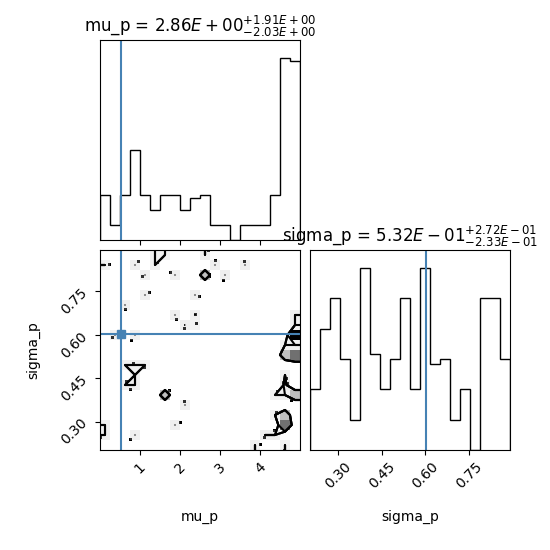 mu_p = 2.86E + 00+1.91E+00−2.03E+00
sigma_p = 5.32E − 01+2.72E−01−2.33E−01
0.75
0.60
0.45
0.30
sigma_p
1 2 3 4
mu_p
0.30 0.45 0.60 0.75
sigma_p